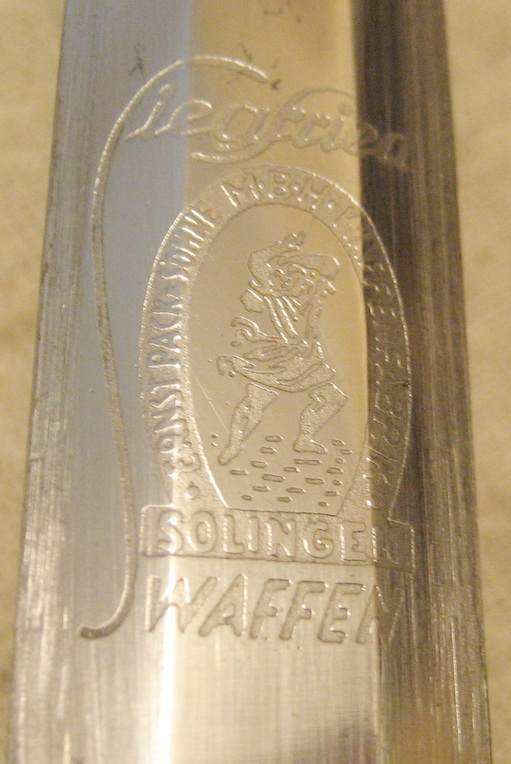 Siegfried
ERNST PACK & SÖHNE M·B·H·
SOLINGEN
WAFFEN